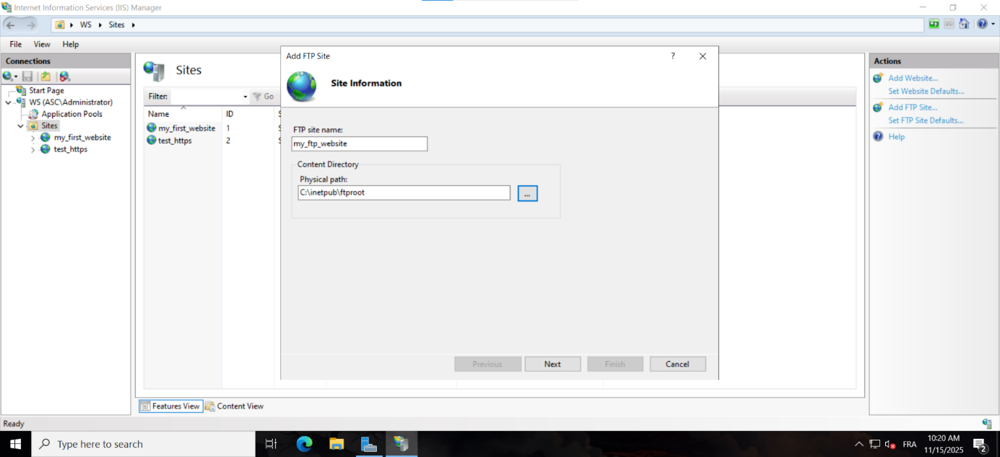 Internet Information Services (IIS) Manager
WS Sites
File View Help
Connections
Start Page
WS (ASC\Administrator)
Application Pools
Sites
my_first_website
test_https
Sites
Filter: Go
Name ID S
my_first_website 1 S
test_https 2 S
Add FTP Site ?
Site Information
FTP site name:
my_ftp_website
Content Directory
Physical path:
C:\inetpub\ftproot
...
Previous Next Finish Cancel
Actions
Add Website...
Set Website Defaults...
Add FTP Site...
Set FTP Site Defaults...
Help
Features View Content View
Ready
Type here to search
FRA
10:20 AM
11/15/2025
2